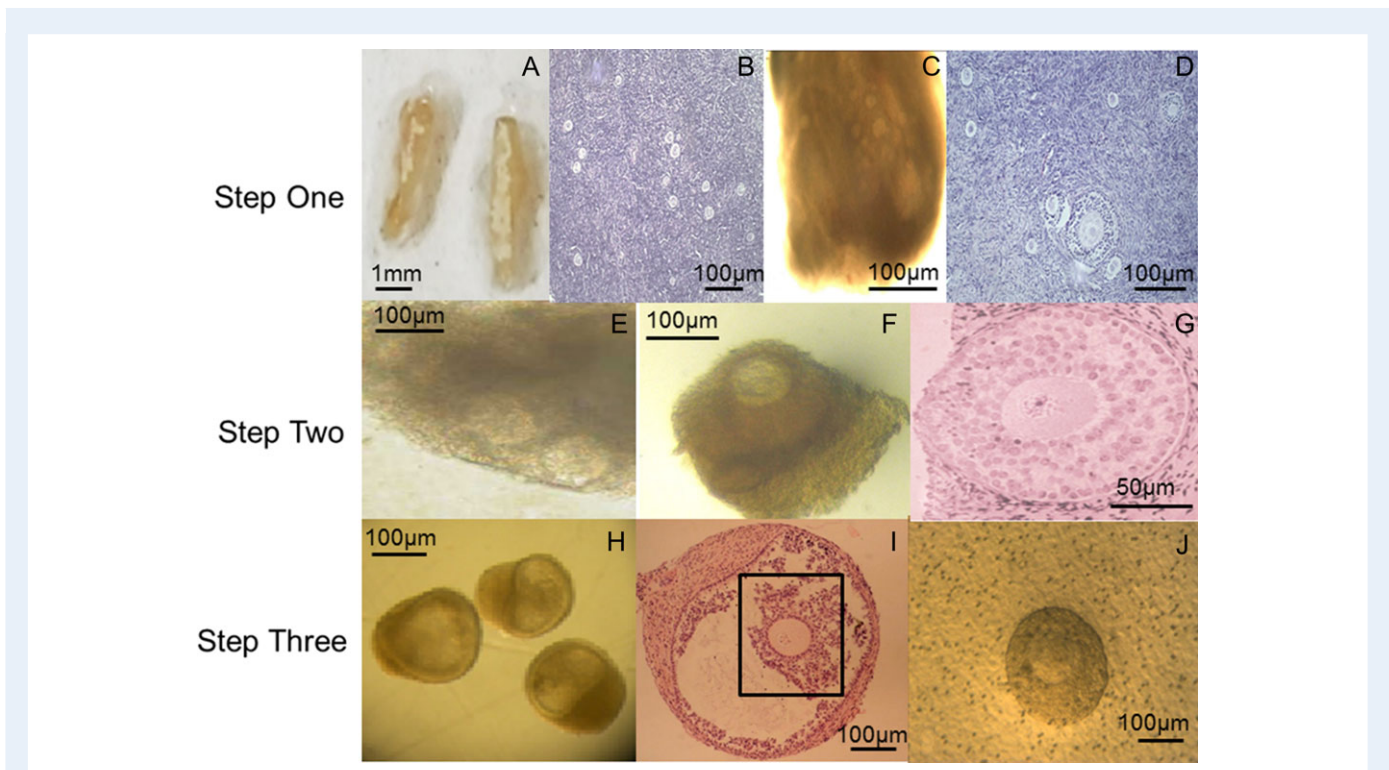 Step One
A
1mm
B
100μm
C
100μm
D
100μm
Step Two
100μm
E
100μm
F
G
50μm
Step Three
100μm
H
I
100μm
J
100μm